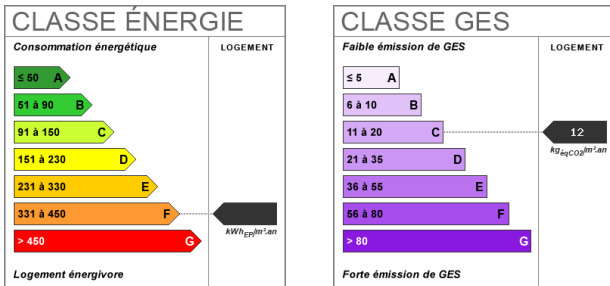 CLASSE ÉNERGIE
Consommation énergétique
LOGEMENT
≤ 50 A
51 à 90 B
91 à 150 C
151 à 230 D
231 à 330 E
331 à 450 F
kWhEP/m².an
> 450 G
Logement énergivore
CLASSE GES
Faible émission de GES
LOGEMENT
≤ 5 A
6 à 10 B
11 à 20 C
12
kgéqCO2/m².an
21 à 35 D
36 à 55 E
56 à 80 F
> 80 G
Forte émission de GES